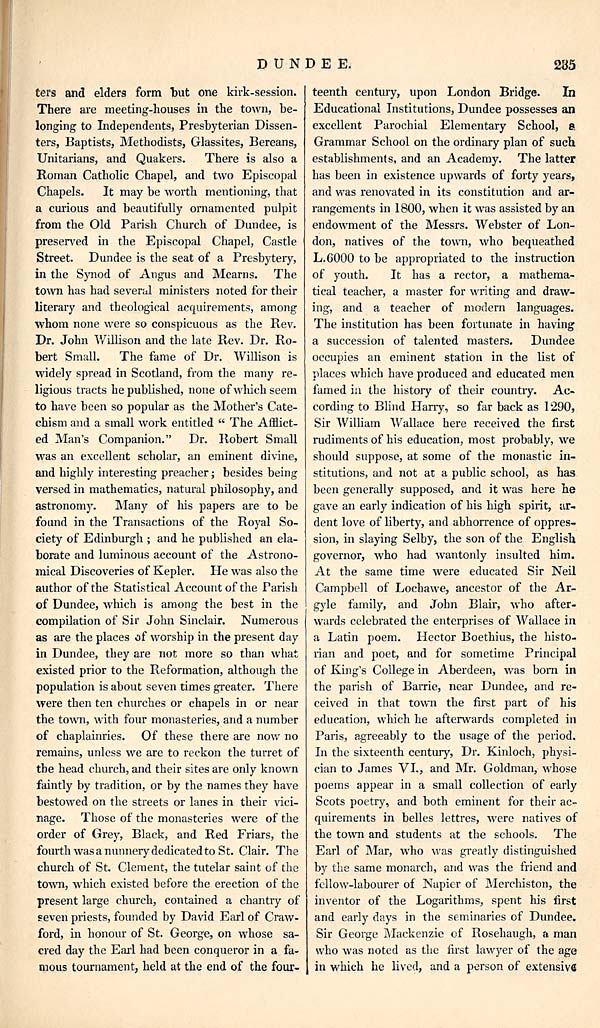 DUNDEE.
235
ters and elders form but one kirk-session.
There are meeting-houses in the town, be-
longing to Independents, Presbyterian Dissen-
ters, Baptists, Methodists, Glassites, Bereans,
Unitarians, and Quakers. There is also a
Roman Catholic Chapel, and two Episcopal
Chapels. It may be worth mentioning, that
a curious and beautifully ornamented pulpit
from the Old Parish Church of Dundee, is
preserved in the Episcopal Chapel, Castle
Street. Dundee is the seat of a Presbytery,
in the Synod of Angus and Mearns. The
town has had several ministers noted for their
literary and theological acquirements, among
whom none were so conspicuous as the Rev.
Dr. John Willison and the late Rev. Dr. Ro-
bert Small. The fame of Dr. Willison is
widely spread in Scotland, from the many re-
ligious tracts he published, none of which seem
to have been so popular as the Mother's Cate-
chism and a small work entitled “ The Afflict-
ed Man's Companion.” Dr. Robert Small
was an excellent scholar, an eminent divine,
and highly interesting preacher; besides being
versed in mathematics, natural philosophy, and
astronomy. Many of his papers are to be
found in the Transactions of the Royal So-
ciety of Edinburgh ; and he published an ela-
borate and luminous account of the Astrono-
mical Discoveries of Kepler. He was also the
author of the Statistical Account of the Parish
of Dundee, which is among the best in the
compilation of Sir John Sinclair. Numerous
as are the places of worship in the present day
in Dundee, they are not more so than what
existed prior to the Reformation, although the
population is about seven times greater. There
were then ten churches or chapels in or near
the town, with four monasteries, and a number
of chaplainries. Of these there are now no
remains, unless we are to reckon the turret of
the head church, and their sites are only known
faintly by tradition, or by the names they have
bestowed on the streets or lanes in their vici-
nage. Those of the monasteries were of the
order of Grey, Black, and Red Friars, the
fourth was a nunnery dedicated to St. Clair. The
church of St. Clement, the tutelar saint of the
town, which existed before the erection of the
present large church, contained a chantry of
seven priests, founded by David Earl of Craw-
ford, in honour of St. George, on whose sa-
cred day the Earl had been conqueror in a fa-
mous tournament, held at the end of the four-
teenth century, upon London Bridge. In
Educational Institutions, Dundee possesses an
excellent Parochial Elementary School, a
Grammar School on the ordinary plan of such
establishments, and an Academy. The latter
has been in existence upwards of forty years,
and was renovated in its constitution and ar-
rangements in 1800, when it was assisted by an
endowment of the Messrs. Webster of Lon-
don, natives of the town, who bequeathed
L.6000 to be appropriated to the instruction
of youth. It has a rector, a mathema-
tical teacher, a master for writing and draw-
ing, and a teacher of modern languages.
The institution has been fortunate in having
a succession of talented masters. Dundee
occupies an eminent station in the list of
places which have produced and educated men
famed in the history of their country. Ac-
cording to Blind Harry, so far back as 1290,
Sir William Wallace here received the first
rudiments of his education, most probably, we
should suppose, at some of the monastic in-
stitutions, and not at a public school, as has
been generally supposed, and it was here he
gave an early indication of his high spirit, ar-
dent love of liberty, and abhorrence of oppres-
sion, in slaying Selby, the son of the English
governor, who had wantonly insulted him.
At the same time were educated Sir Neil
Campbell of Lochawe, ancestor of the Ar-
gyle family, and John Blair, who after-
wards celebrated the enterprises of Wallace in
a Latin poem. Hector Boethius, the histo-
rian and poet, and for sometime Principal
of King's College in Aberdeen, was born in
the parish of Barrie, near Dundee, and re-
ceived in that town the first part of his
education, which he afterwards completed in
Paris, agreeably to the usage of the period.
In the sixteenth century, Dr. Kinloch, physi-
cian to James VI., and Mr. Goldman, whose
poems appear in a small collection of early
Scots poetry, and both eminent for their ac-
quirements in belles lettres, were natives of
the town and students at the schools. The
Earl of Mar, who was greatly distinguished
by the same monarch, and was the friend and
fellow-labourer of Napier of Merchiston, the
inventor of the Logarithms, spent his first
and early days in the seminaries of Dundee.
Sir George Mackenzie of Rosehaugh, a man
who was noted as the first lawyer of the age
in which he lived, and a person of extensive